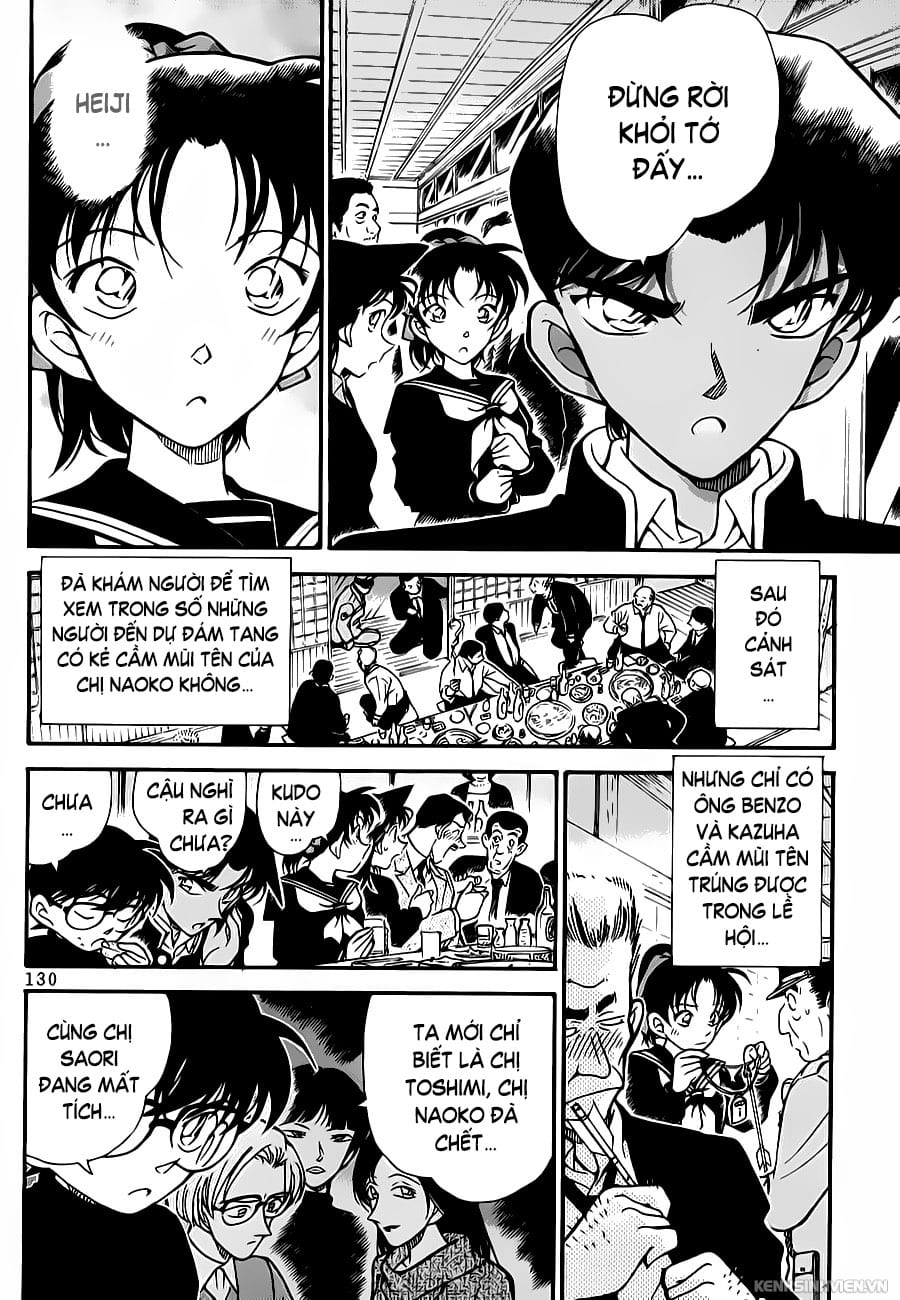 ĐỪNG RỜI
KHỎI TỚ
ĐẤY...
HEIJI
...
SAU
ĐÓ
CẢNH
SÁT
...
ĐÃ KHÁM NGƯỜI ĐỂ TÌM
XEM TRONG SỐ NHỮNG
NGƯỜI ĐẾN DỰ ĐÁM TANG
CÓ KẺ CẦM MŨI TÊN CỦA
CHỊ NAOKO KHÔNG...
NHƯNG CHỈ CÓ
ÔNG BENZO
VÀ KAZUHA
CẦM MŨI TÊN
TRÚNG ĐƯỢC
TRONG LỄ
HỘI...
KUDO
NÀY...
CẬU NGHĨ
RA GÌ
CHƯA?
CHƯA
...
130
TA MỚI CHỈ
BIẾT LÀ CHỊ
TOSHIMI, CHỊ
NAOKO ĐÃ
CHẾT...
CÙNG CHỊ
SAORI
ĐANG MẤT
TÍCH...
KENHSINHVIEN.VN